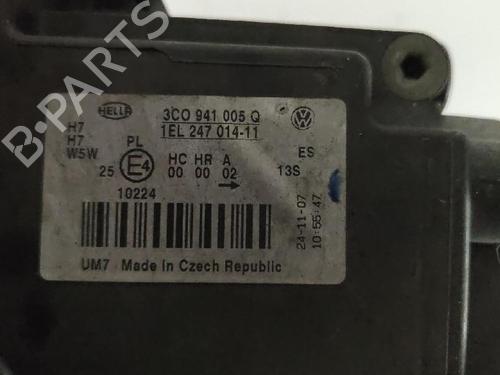 B-PARTS
HELLA
3C0 941 005 Q
1EL 247 014-11
H7
H7
W5W
PL
25 E4
HC HR A
00 00 02
ES
13S
10224
24-11-07
10:55:47
UM7 Made in Czech Republic